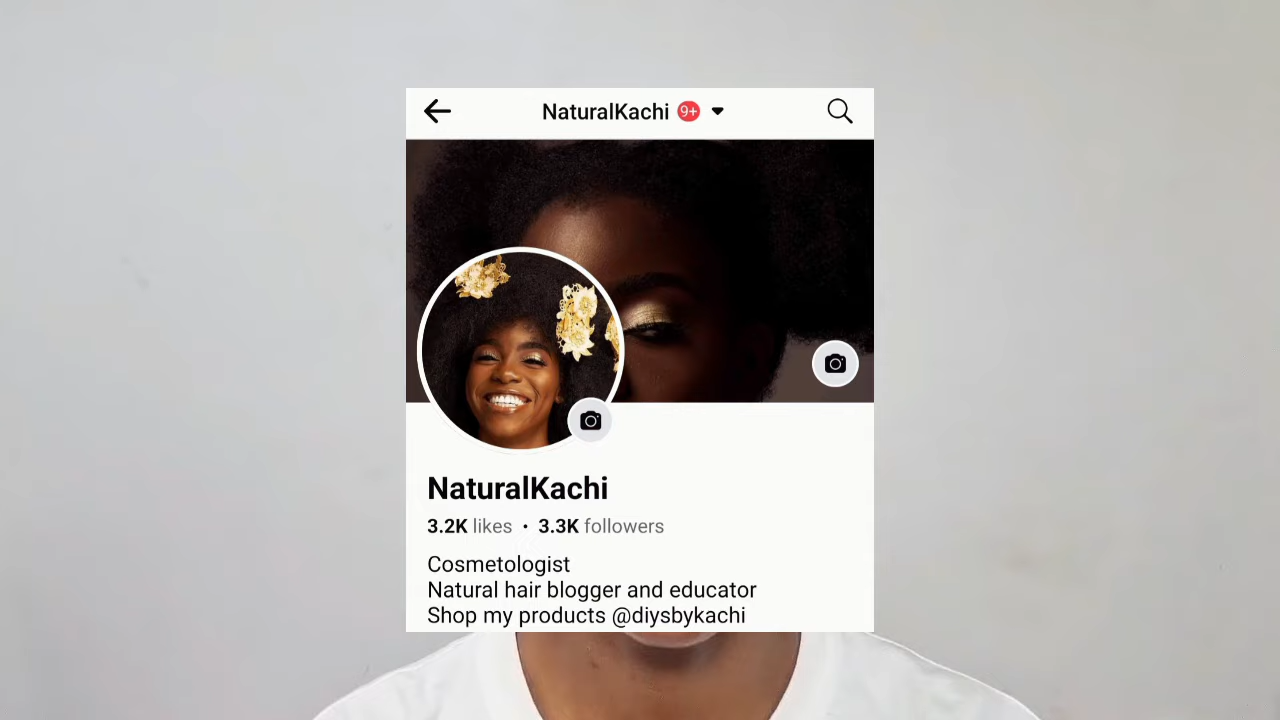 NaturalKachi 9+
NaturalKachi
3.2K likes • 3.3K followers
Cosmetologist
Natural hair blogger and educator
Shop my products @diysbykachi